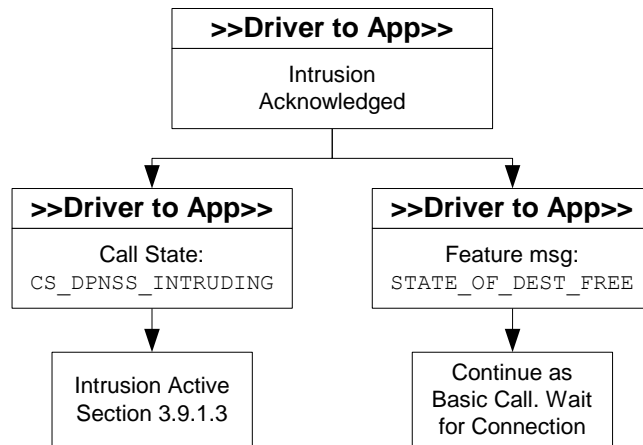 >>Driver to App>>
Intrusion
Acknowledged
>>Driver to App>>
Call State:
CS_DPNSS_INTRUDING
>>Driver to App>>
Feature msg:
STATE_OF_DEST_FREE
Intrusion Active
Section 3.9.1.3
Continue as
Basic Call. Wait
for Connection